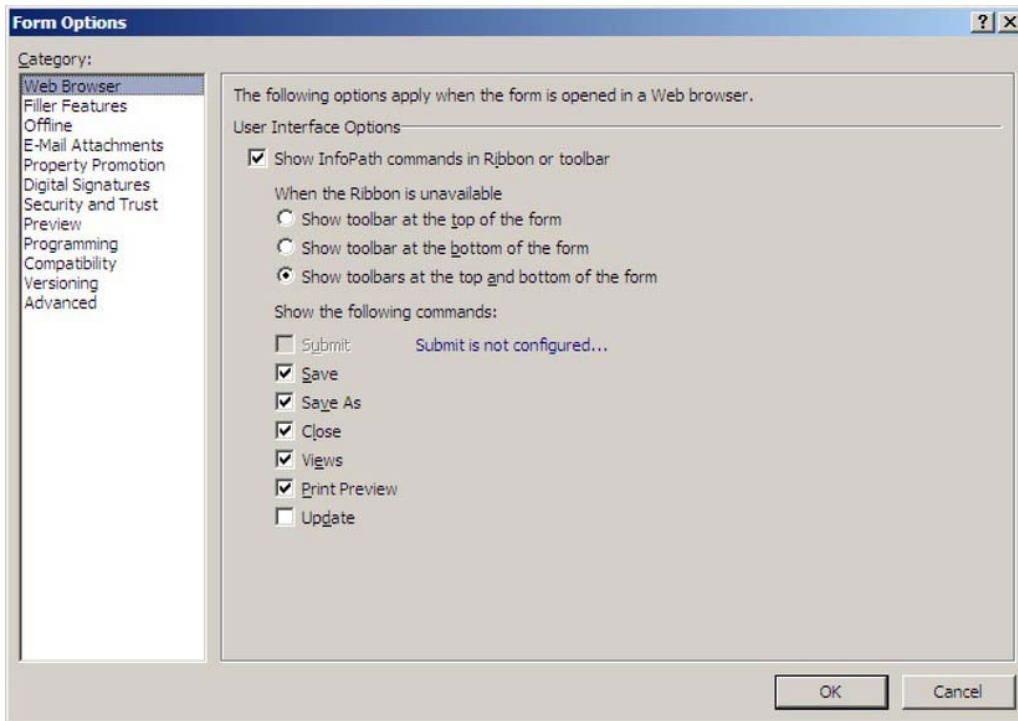 Form Options
Category:
Web Browser
Filler Features
Offline
E-Mail Attachments
Property Promotion
Digital Signatures
Security and Trust
Preview
Programming
Compatibility
Versioning
Advanced
The following options apply when the form is opened in a Web browser.
User Interface Options
Show InfoPath commands in Ribbon or toolbar
When the Ribbon is unavailable
Show toolbar at the top of the form
Show toolbar at the bottom of the form
Show toolbars at the top and bottom of the form
Show the following commands:
Submit Submit is not configured...
Save
Save As
Close
Views
Print Preview
Update
OK Cancel